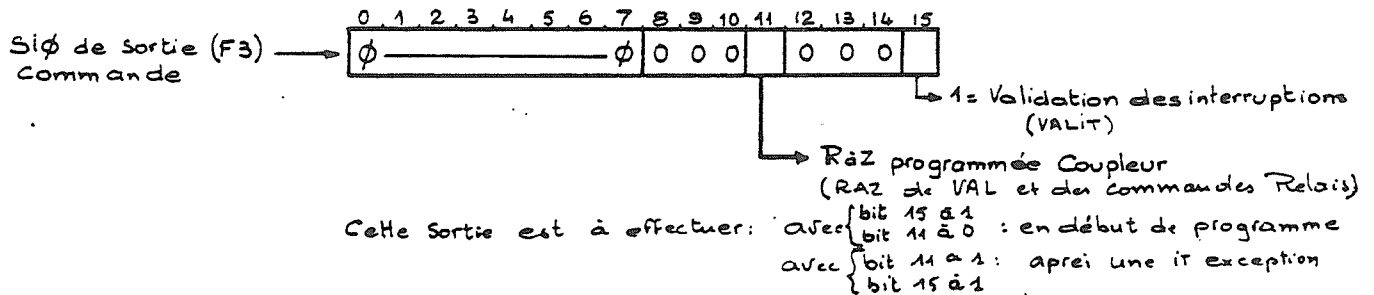 0 1 2 3 4 5 6 7 8 9 10 11 12 13 14 15
SiØ de sortie (F3)
Commande
Ø Ø 0 0 0 0 0 0
1= Validation des interruptions
(VALiT)
RàZ programmée Coupleur
(RAZ de VAL et des commandes Relais)
Cette Sortie est à effectuer: avec { bit 15 à 1
bit 11 à 0 : en début de programme
avec { bit 11 a 1 : aprei une iT exception
bit 15 à 1